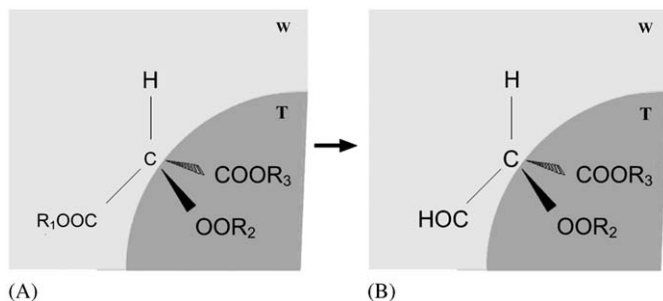 W W
H H
T T
C C
COOR₃ COOR₃
R₁OOC HOC
OOR₂ OOR₂
(A) (B)